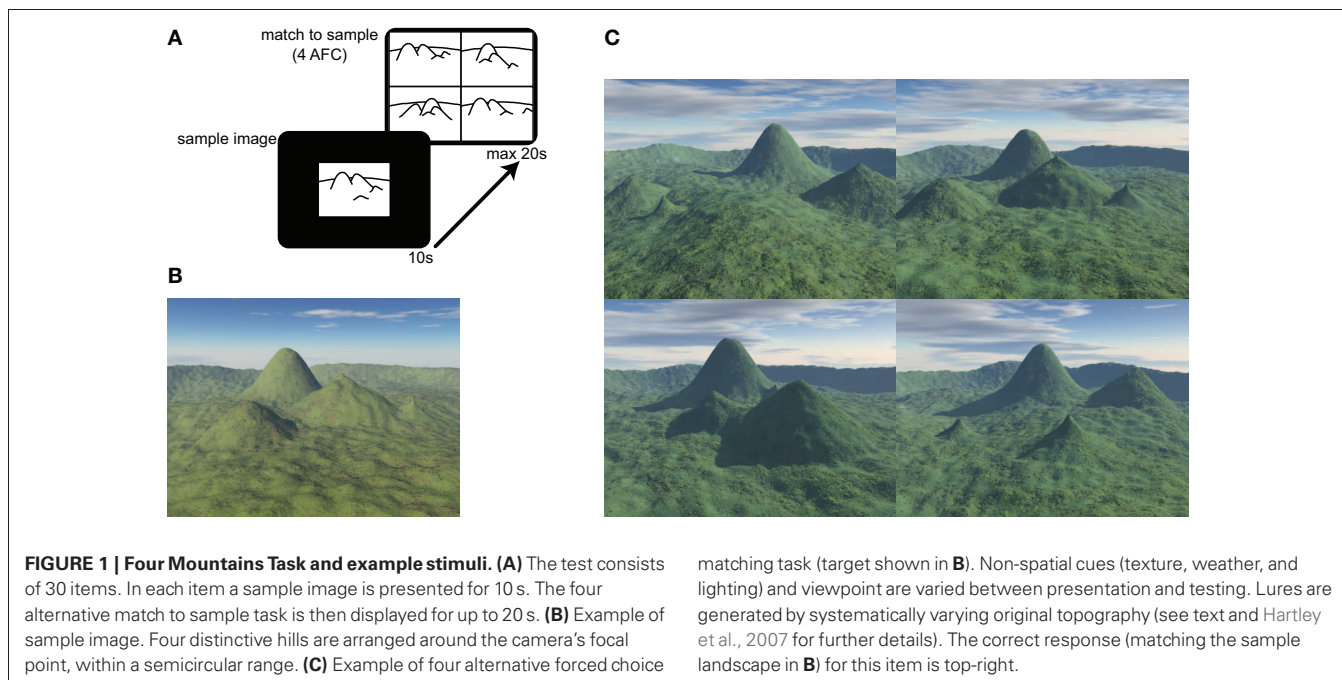 A
match to sample
(4 AFC)
sample image
max 20s
10s
B
C
FIGURE 1 | Four Mountains Task and example stimuli. (A) The test consists
of 30 items. In each item a sample image is presented for 10 s. The four
alternative match to sample task is then displayed for up to 20 s. (B) Example of
sample image. Four distinctive hills are arranged around the camera's focal
point, within a semicircular range. (C) Example of four alternative forced choice
matching task (target shown in B). Non-spatial cues (texture, weather, and
lighting) and viewpoint are varied between presentation and testing. Lures are
generated by systematically varying original topography (see text and Hartley
et al., 2007 for further details). The correct response (matching the sample
landscape in B) for this item is top-right.